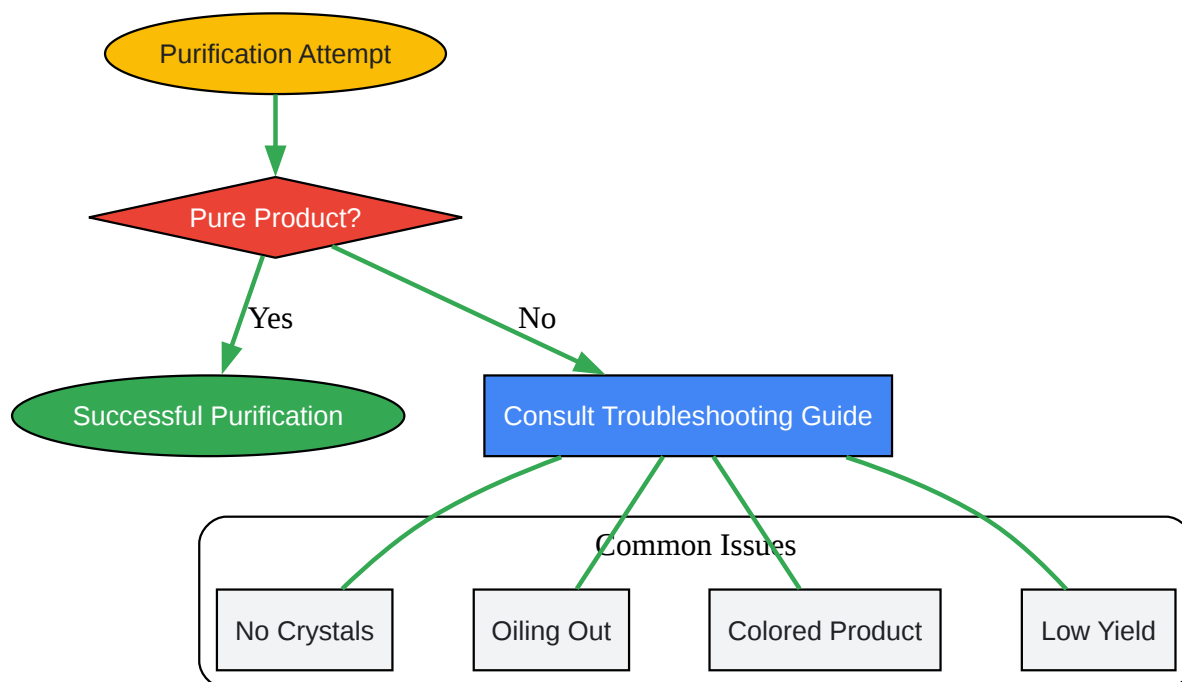 Purification Attempt
Pure Product?
Yes
No
Successful Purification
Consult Troubleshooting Guide
Common Issues
No Crystals
Oiling Out
Colored Product
Low Yield